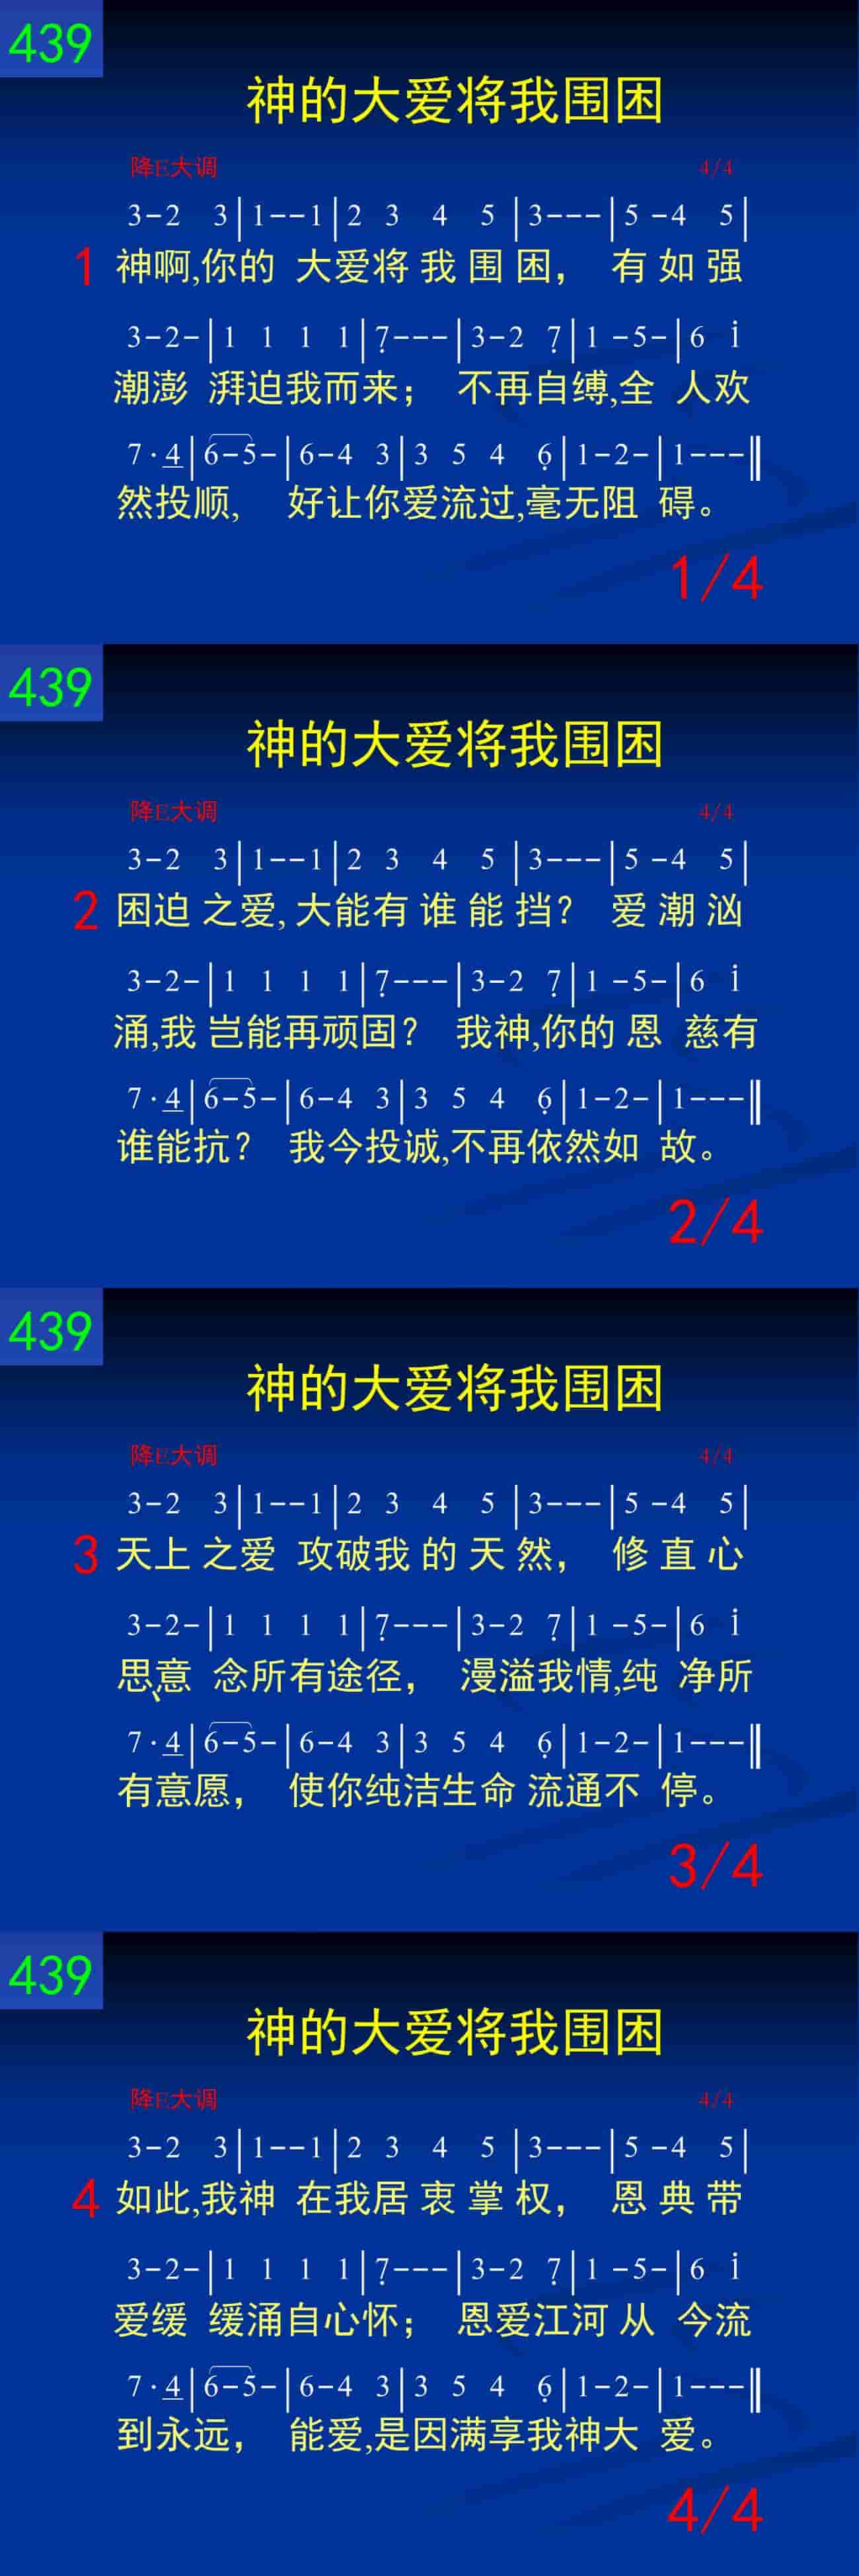 439
神的大爱将我围困
降E大调 4/4
3-2 3|1--1|2 3 4 5|3---|5 -4 5|
1 神啊,你的 大爱将 我 围 困， 有 如 强
3-2-|1 1 1 1|7̣---|3-2 7̣|1 -5-|6 i
潮澎 湃迫我而来； 不再自缚,全 人欢
7·4|6-5-|6-4 3|3 5 4 6̣|1-2-|1---‖
然投顺, 好让你爱流过,毫无阻 碍。
1/4
439
神的大爱将我围困
降E大调 4/4
3-2 3|1--1|2 3 4 5|3---|5 -4 5|
2 困迫 之爱, 大能有 谁 能 挡？ 爱 潮 汹
3-2-|1 1 1 1|7̣---|3-2 7̣|1 -5-|6 i
涌,我 岂能再顽固？ 我神,你的 恩 慈有
7·4|6-5-|6-4 3|3 5 4 6̣|1-2-|1---‖
谁能抗？ 我今投诚,不再依然如 故。
2/4
439
神的大爱将我围困
降E大调 4/4
3-2 3|1--1|2 3 4 5|3---|5 -4 5|
3 天上 之爱 攻破我 的 天 然， 修 直 心
3-2-|1 1 1 1|7̣---|3-2 7̣|1 -5-|6 i
思、意 念所有途径， 漫溢我情,纯 净所
7·4|6-5-|6-4 3|3 5 4 6̣|1-2-|1---‖
有意愿， 使你纯洁生命 流通不 停。
3/4
439
神的大爱将我围困
降E大调 4/4
3-2 3|1--1|2 3 4 5|3---|5 -4 5|
4 如此,我神 在我居 衷 掌 权， 恩 典 带
3-2-|1 1 1 1|7̣---|3-2 7̣|1 -5-|6 i
爱缓 缓涌自心怀； 恩爱江河 从 今流
7·4|6-5-|6-4 3|3 5 4 6̣|1-2-|1---‖
到永远， 能爱,是因满享我神大 爱。
4/4